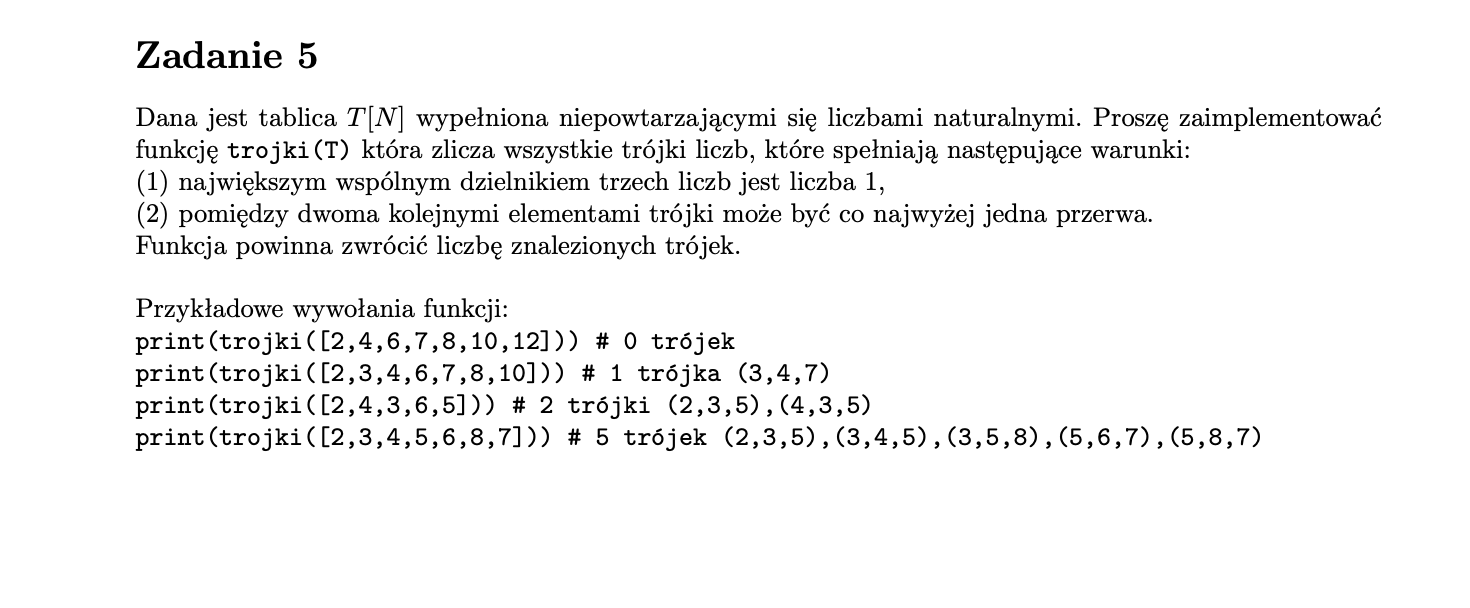 Zadanie 5
Dana jest tablica T[N] wypełniona niepowtarzającymi się liczbami naturalnymi. Proszę zaimplementować
funkcję trojki(T) która zlicza wszystkie trójki liczb, które spełniają następujące warunki:
(1) największym wspólnym dzielnikiem trzech liczb jest liczba 1,
(2) pomiędzy dwoma kolejnymi elementami trójki może być co najwyżej jedna przerwa.
Funkcja powinna zwrócić liczbę znalezionych trójek.
Przykładowe wywołania funkcji:
print(trojki([2,4,6,7,8,10,12])) # 0 trójek
print(trojki([2,3,4,6,7,8,10])) # 1 trójka (3,4,7)
print(trojki([2,4,3,6,5])) # 2 trójki (2,3,5),(4,3,5)
print(trojki([2,3,4,5,6,8,7])) # 5 trójek (2,3,5),(3,4,5),(3,5,8),(5,6,7),(5,8,7)